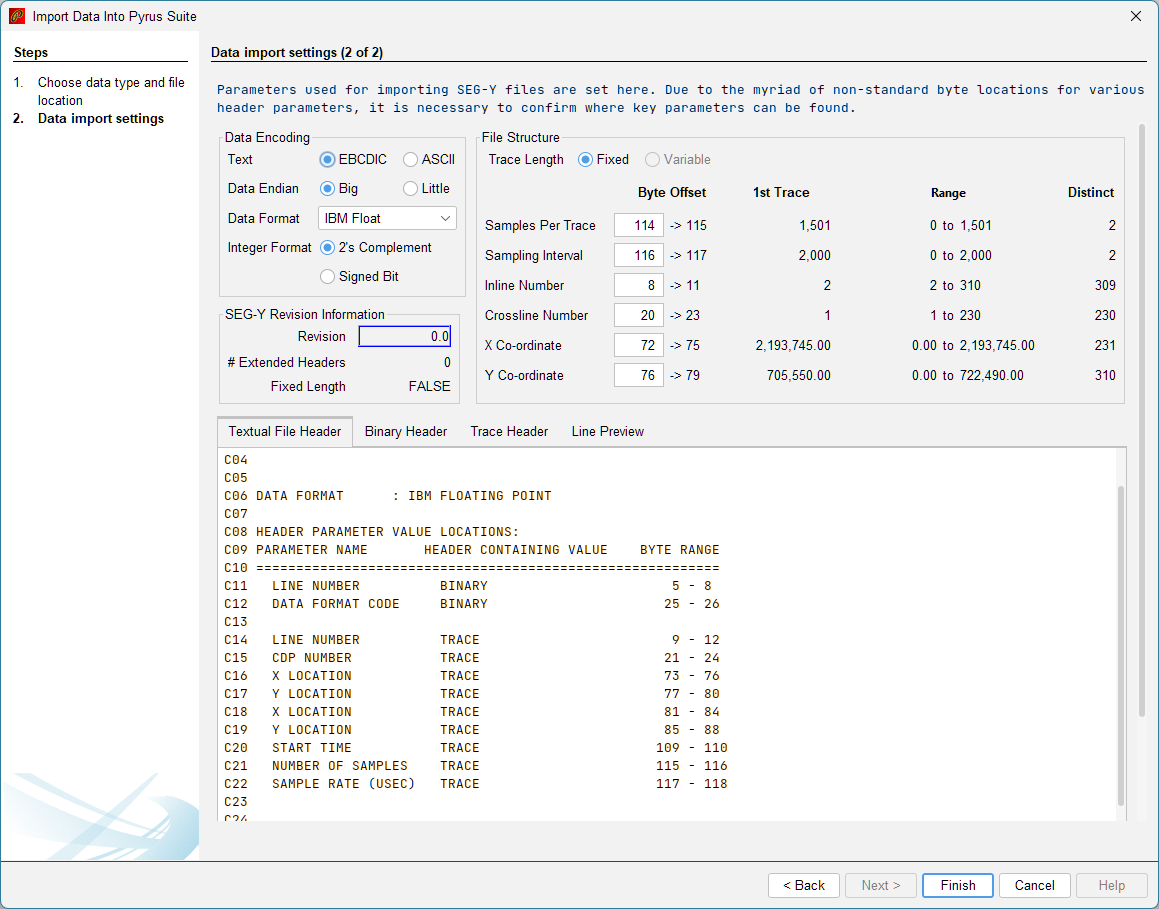 Import Data Into Pyrus Suite
Steps
1. Choose data type and file
location
2. Data import settings
Data import settings (2 of 2)
Parameters used for importing SEG-Y files are set here. Due to the myriad of non-standard byte locations for various
header parameters, it is necessary to confirm where key parameters can be found.
Data Encoding
Text EBCDIC ASCII
Data Endian Big Little
Data Format IBM Float
Integer Format 2's Complement
Signed Bit
SEG-Y Revision Information
Revision 0.0
# Extended Headers 0
Fixed Length FALSE
File Structure
Trace Length Fixed Variable
Byte Offset 1st Trace Range Distinct
Samples Per Trace 114 -> 115 1,501 0 to 1,501 2
Sampling Interval 116 -> 117 2,000 0 to 2,000 2
Inline Number 8 -> 11 2 2 to 310 309
Crossline Number 20 -> 23 1 1 to 230 230
X Co-ordinate 72 -> 75 2,193,745.00 0.00 to 2,193,745.00 231
Y Co-ordinate 76 -> 79 705,550.00 0.00 to 722,490.00 310
Textual File Header Binary Header Trace Header Line Preview
C04
C05
C06 DATA FORMAT : IBM FLOATING POINT
C07
C08 HEADER PARAMETER VALUE LOCATIONS:
C09 PARAMETER NAME HEADER CONTAINING VALUE BYTE RANGE
C10 ==========================================================
C11 LINE NUMBER BINARY 5 - 8
C12 DATA FORMAT CODE BINARY 25 - 26
C13
C14 LINE NUMBER TRACE 9 - 12
C15 CDP NUMBER TRACE 21 - 24
C16 X LOCATION TRACE 73 - 76
C17 Y LOCATION TRACE 77 - 80
C18 X LOCATION TRACE 81 - 84
C19 Y LOCATION TRACE 85 - 88
C20 START TIME TRACE 109 - 110
C21 NUMBER OF SAMPLES TRACE 115 - 116
C22 SAMPLE RATE (USEC) TRACE 117 - 118
C23
C24
< Back Next > Finish Cancel Help